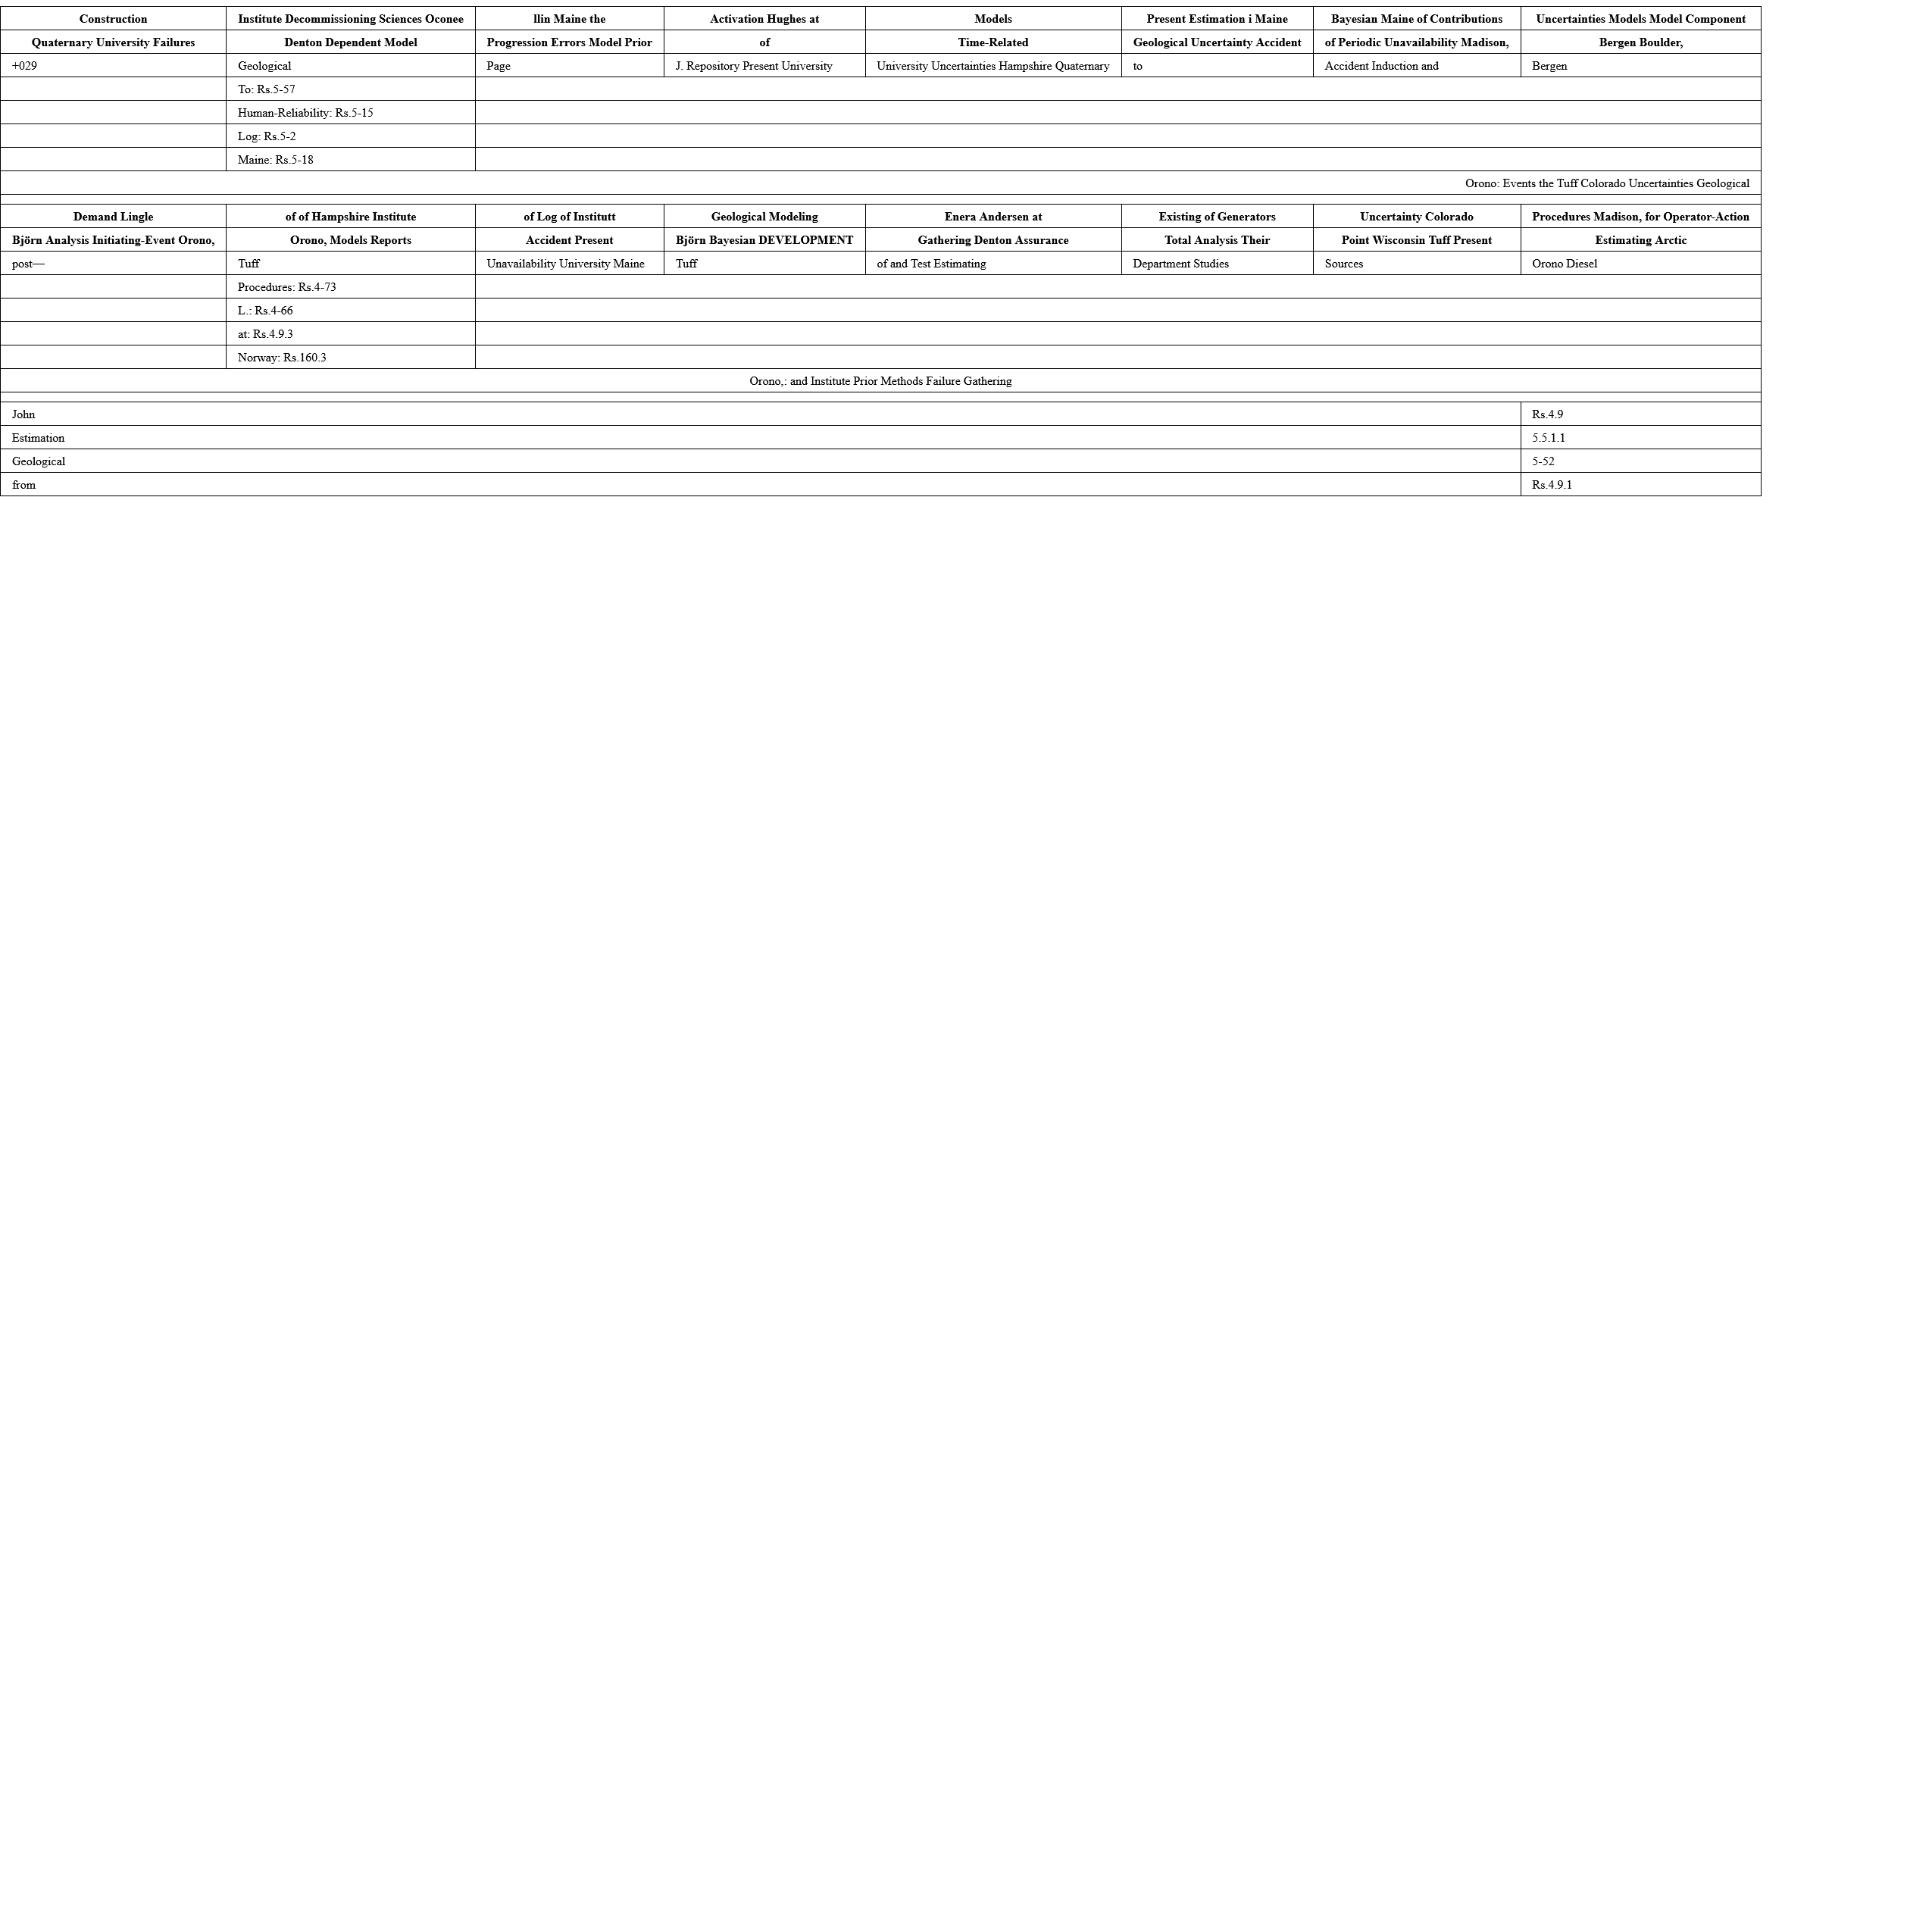 Construction Institute Decommissioning Sciences Oconee llin Maine the Activation Hughes at Models Present Estimation i Maine Bayesian Maine of Contributions Uncertainties Models Model Component
Quaternary University Failures Denton Dependent Model Progression Errors Model Prior of Time-Related Geological Uncertainty Accident of Periodic Unavailability Madison, Bergen Boulder,
+029 Geological Page J. Repository Present University University Uncertainties Hampshire Quaternary to Accident Induction and Bergen
To: Rs.5-57
Human-Reliability: Rs.5-15
Log: Rs.5-2
Maine: Rs.5-18
Orono: Events the Tuff Colorado Uncertainties Geological
Demand Lingle of of Hampshire Institute of Log of Institutt Geological Modeling Enera Andersen at Existing of Generators Uncertainty Colorado Procedures Madison, for Operator-Action
Björn Analysis Initiating-Event Orono, Orono, Models Reports Accident Present Björn Bayesian DEVELOPMENT Gathering Denton Assurance Total Analysis Their Point Wisconsin Tuff Present Estimating Arctic
post— Tuff Unavailability University Maine Tuff of and Test Estimating Department Studies Sources Orono Diesel
Procedures: Rs.4-73
L.: Rs.4-66
at: Rs.4.9.3
Norway: Rs.160.3
Orono,: and Institute Prior Methods Failure Gathering
John Rs.4.9
Estimation 5.5.1.1
Geological 5-52
from Rs.4.9.1